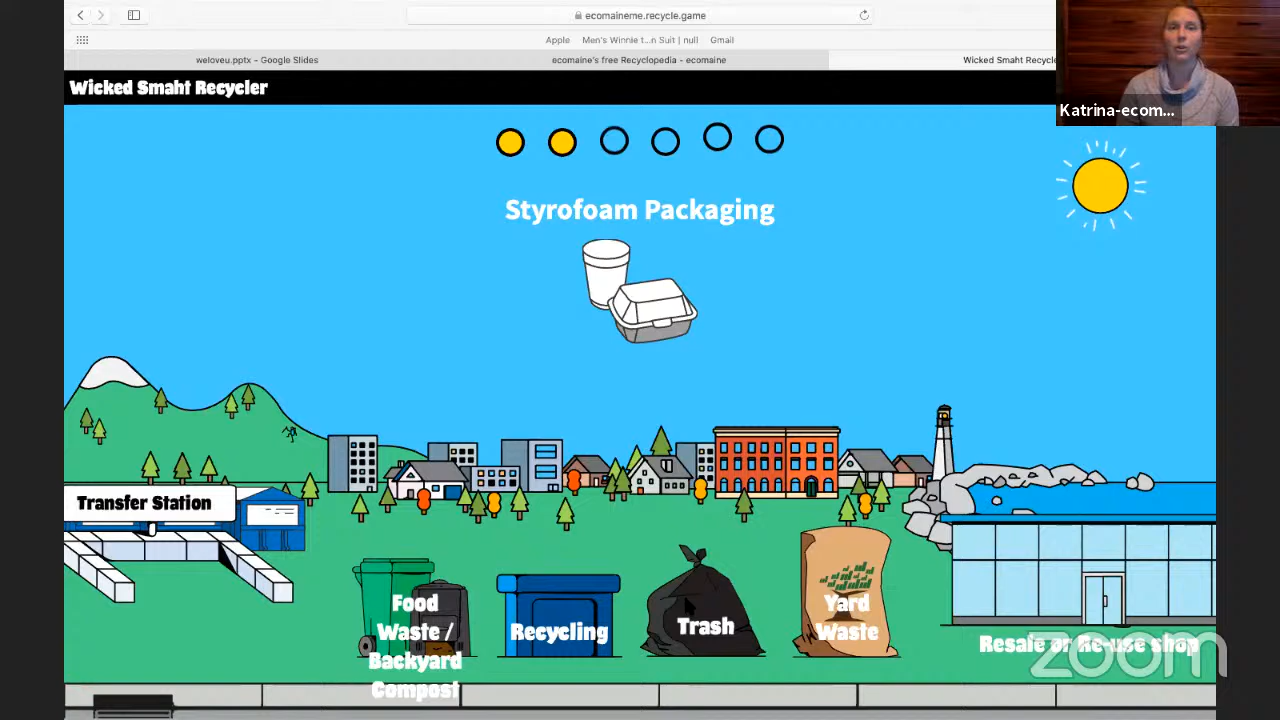 ecomaineme.recycle.game
Apple
Men's Winnie t...n Suit | null
Gmail
weloveu.pptx - Google Slides
ecomaine's free Recyclopedia - ecomaine
Wicked Smaht Recycle
Wicked Smaht Recycler
Katrina-ecom...
Styrofoam Packaging
Transfer Station
Food
Waste /
Backyard
Compost
Recycling
Trash
Yard
Waste
Resale or Re-use shop
zoom